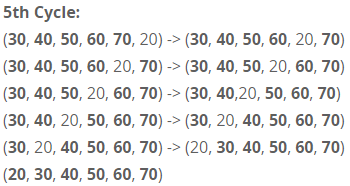 5th Cycle:
(30, 40, 50, 60, 70, 20) -> (30, 40, 50, 60, 20, 70)
(30, 40, 50, 60, 20, 70) -> (30, 40, 50, 20, 60, 70)
(30, 40, 50, 20, 60, 70) -> (30, 40,20, 50, 60, 70)
(30, 40, 20, 50, 60, 70) -> (30, 20, 40, 50, 60, 70)
(30, 20, 40, 50, 60, 70) -> (20, 30, 40, 50, 60, 70)
(20, 30, 40, 50, 60, 70)